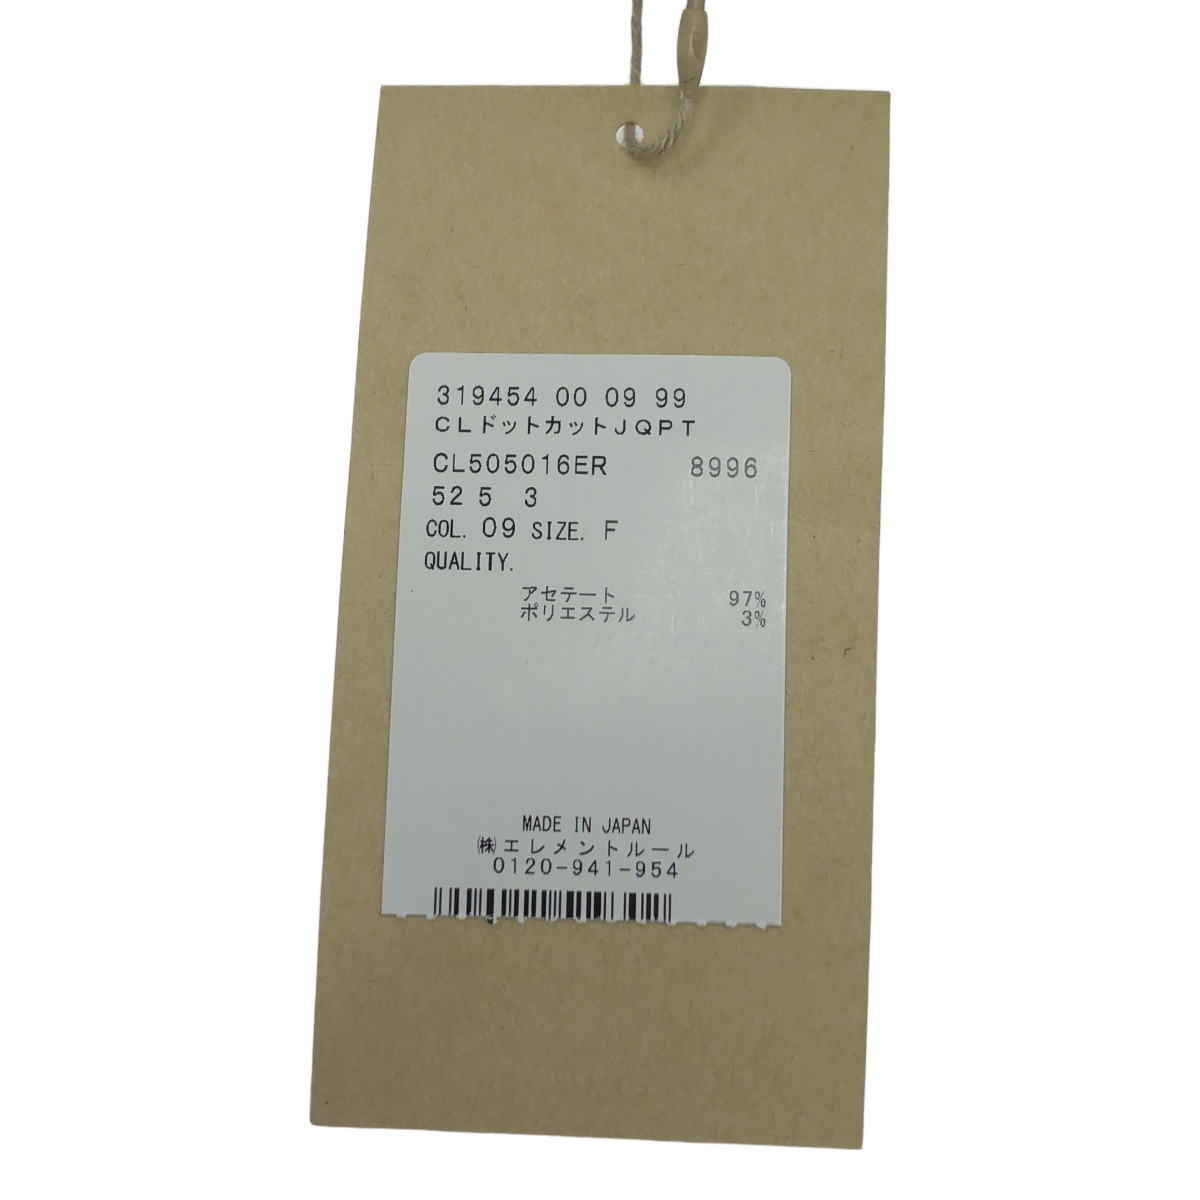 319454 00 09 99
CLドットカットJQPT
CL505016ER 8996
52 5 3
COL. 09 SIZE. F
QUALITY.
アセテート 97%
ポリエステル 3%
MADE IN JAPAN
㈱エレメントルール
0120-941-954